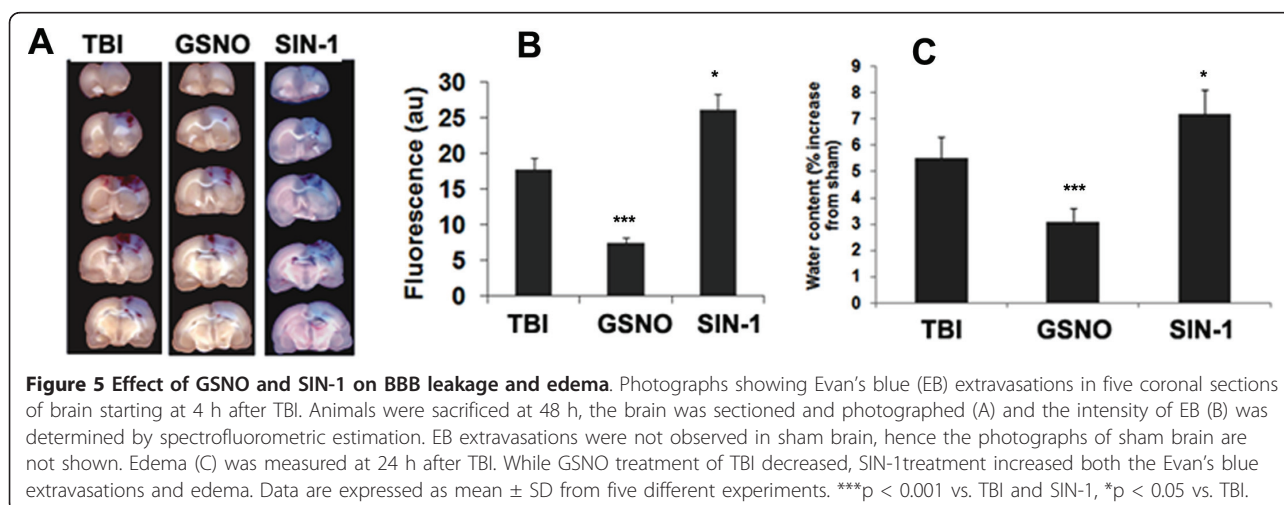 A
TBI GSNO SIN-1
B
Fluorescence (au)
30
25
20
15
10
5
0
***
*
TBI GSNO SIN-1
C
Water content (% increase
from sham)
9
8
7
6
5
4
3
2
1
0
***
*
TBI GSNO SIN-1
Figure 5 Effect of GSNO and SIN-1 on BBB leakage and edema. Photographs showing Evan's blue (EB) extravasations in five coronal sections
of brain starting at 4 h after TBI. Animals were sacrificed at 48 h, the brain was sectioned and photographed (A) and the intensity of EB (B) was
determined by spectrofluorometric estimation. EB extravasations were not observed in sham brain, hence the photographs of sham brain are
not shown. Edema (C) was measured at 24 h after TBI. While GSNO treatment of TBI decreased, SIN-1treatment increased both the Evan's blue
extravasations and edema. Data are expressed as mean ± SD from five different experiments. ***p < 0.001 vs. TBI and SIN-1, *p < 0.05 vs. TBI.